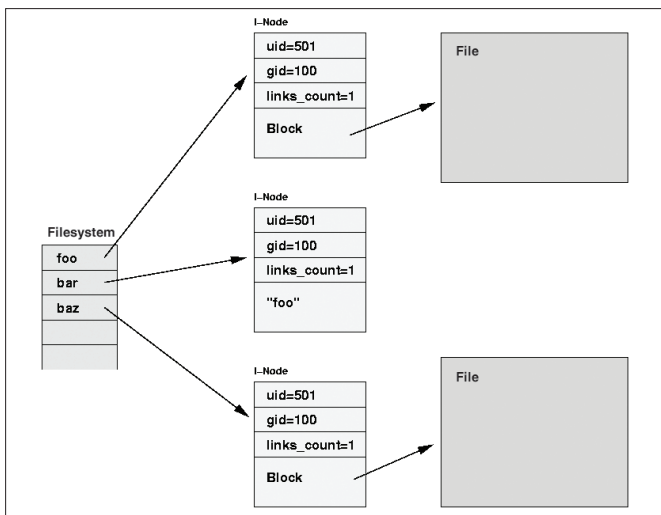 I-Node
uid=501
gid=100
links_count=1
Block
File
Filesystem
foo
bar
baz
I-Node
uid=501
gid=100
links_count=1
"foo"
I-Node
uid=501
gid=100
links_count=1
Block
File